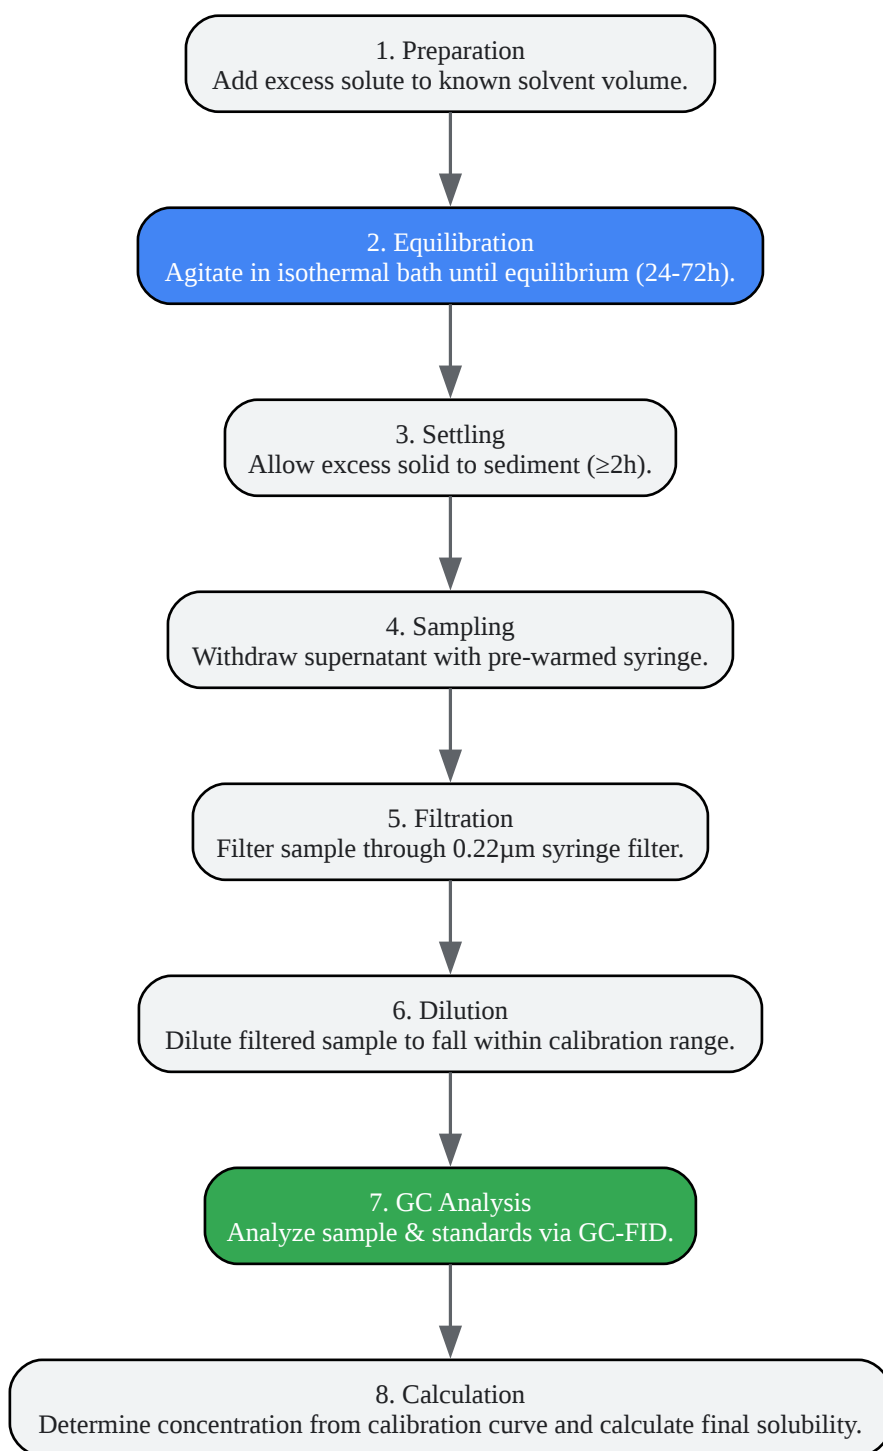 1. Preparation
Add excess solute to known solvent volume.
2. Equilibration
Agitate in isothermal bath until equilibrium (24-72h).
3. Settling
Allow excess solid to sediment (≥2h).
4. Sampling
Withdraw supernatant with pre-warmed syringe.
5. Filtration
Filter sample through 0.22µm syringe filter.
6. Dilution
Dilute filtered sample to fall within calibration range.
7. GC Analysis
Analyze sample & standards via GC-FID.
8. Calculation
Determine concentration from calibration curve and calculate final solubility.